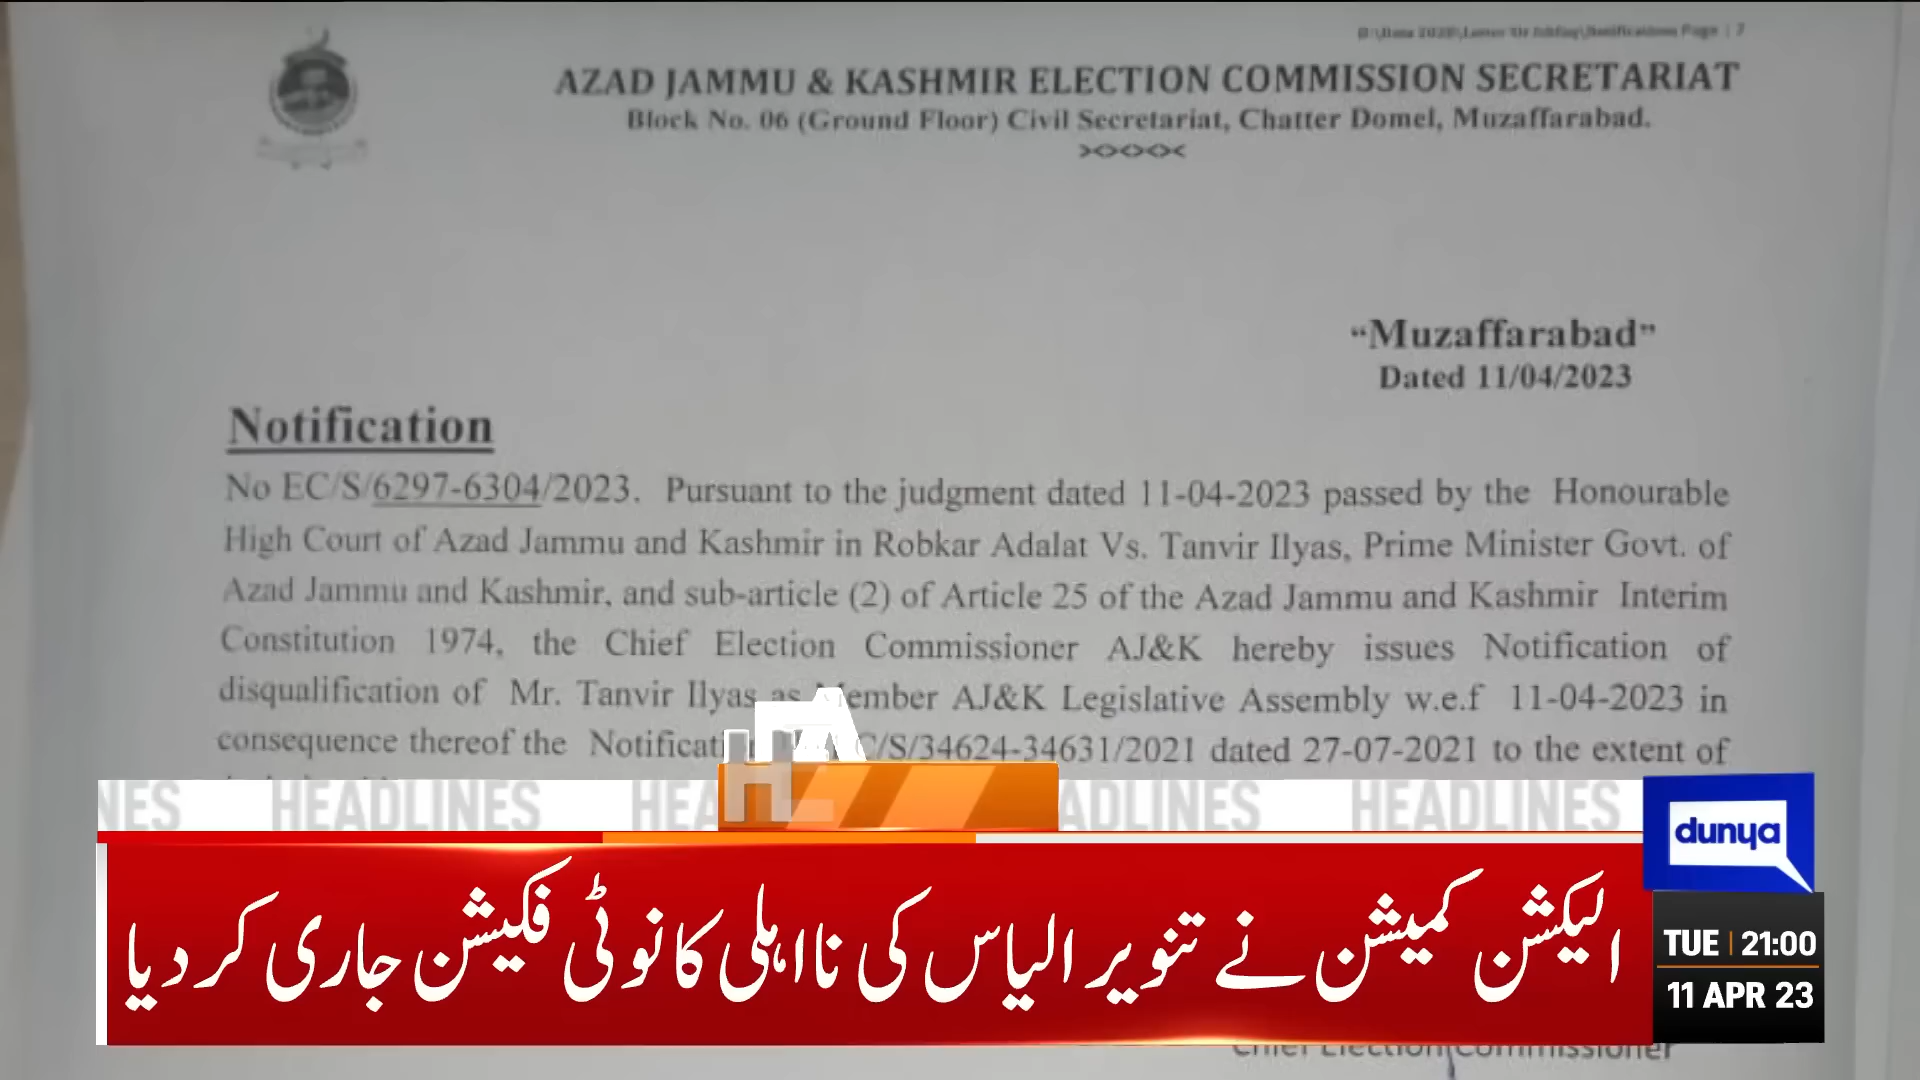 AZAD JAMMU & KASHMIR ELECTION COMMISSION SECRETARIAT
Block No. 06 (Ground Floor) Civil Secretariat, Chatter Domel, Muzaffarabad.
"Muzaffarabad"
Dated 11/04/2023
Notification
No EC/S/6297-6304/2023. Pursuant to the judgment dated 11-04-2023 passed by the Honourable
High Court of Azad Jammu and Kashmir in Robkar Adalat Vs. Tanvir Ilyas, Prime Minister Govt. of
Azad Jammu and Kashmir, and sub-article (2) of Article 25 of the Azad Jammu and Kashmir Interim
Constitution 1974, the Chief Election Commissioner AJ&K hereby issues Notification of
disqualification of Mr. Tanvir Ilyas as Member AJ&K Legislative Assembly w.e.f 11-04-2023 in
consequence thereof the C/S/34624-34631/2021 dated 27-07-2021 to the extent of
NES HEADLINES HEA ADLINES HEADLINES
dunya
الیکشن کمیشن نے تنویر الیاس کی نااہلی کا نوٹی فکیشن جاری کر دیا
TUE | 21:00
11 APR 23
Chief Election Commissioner